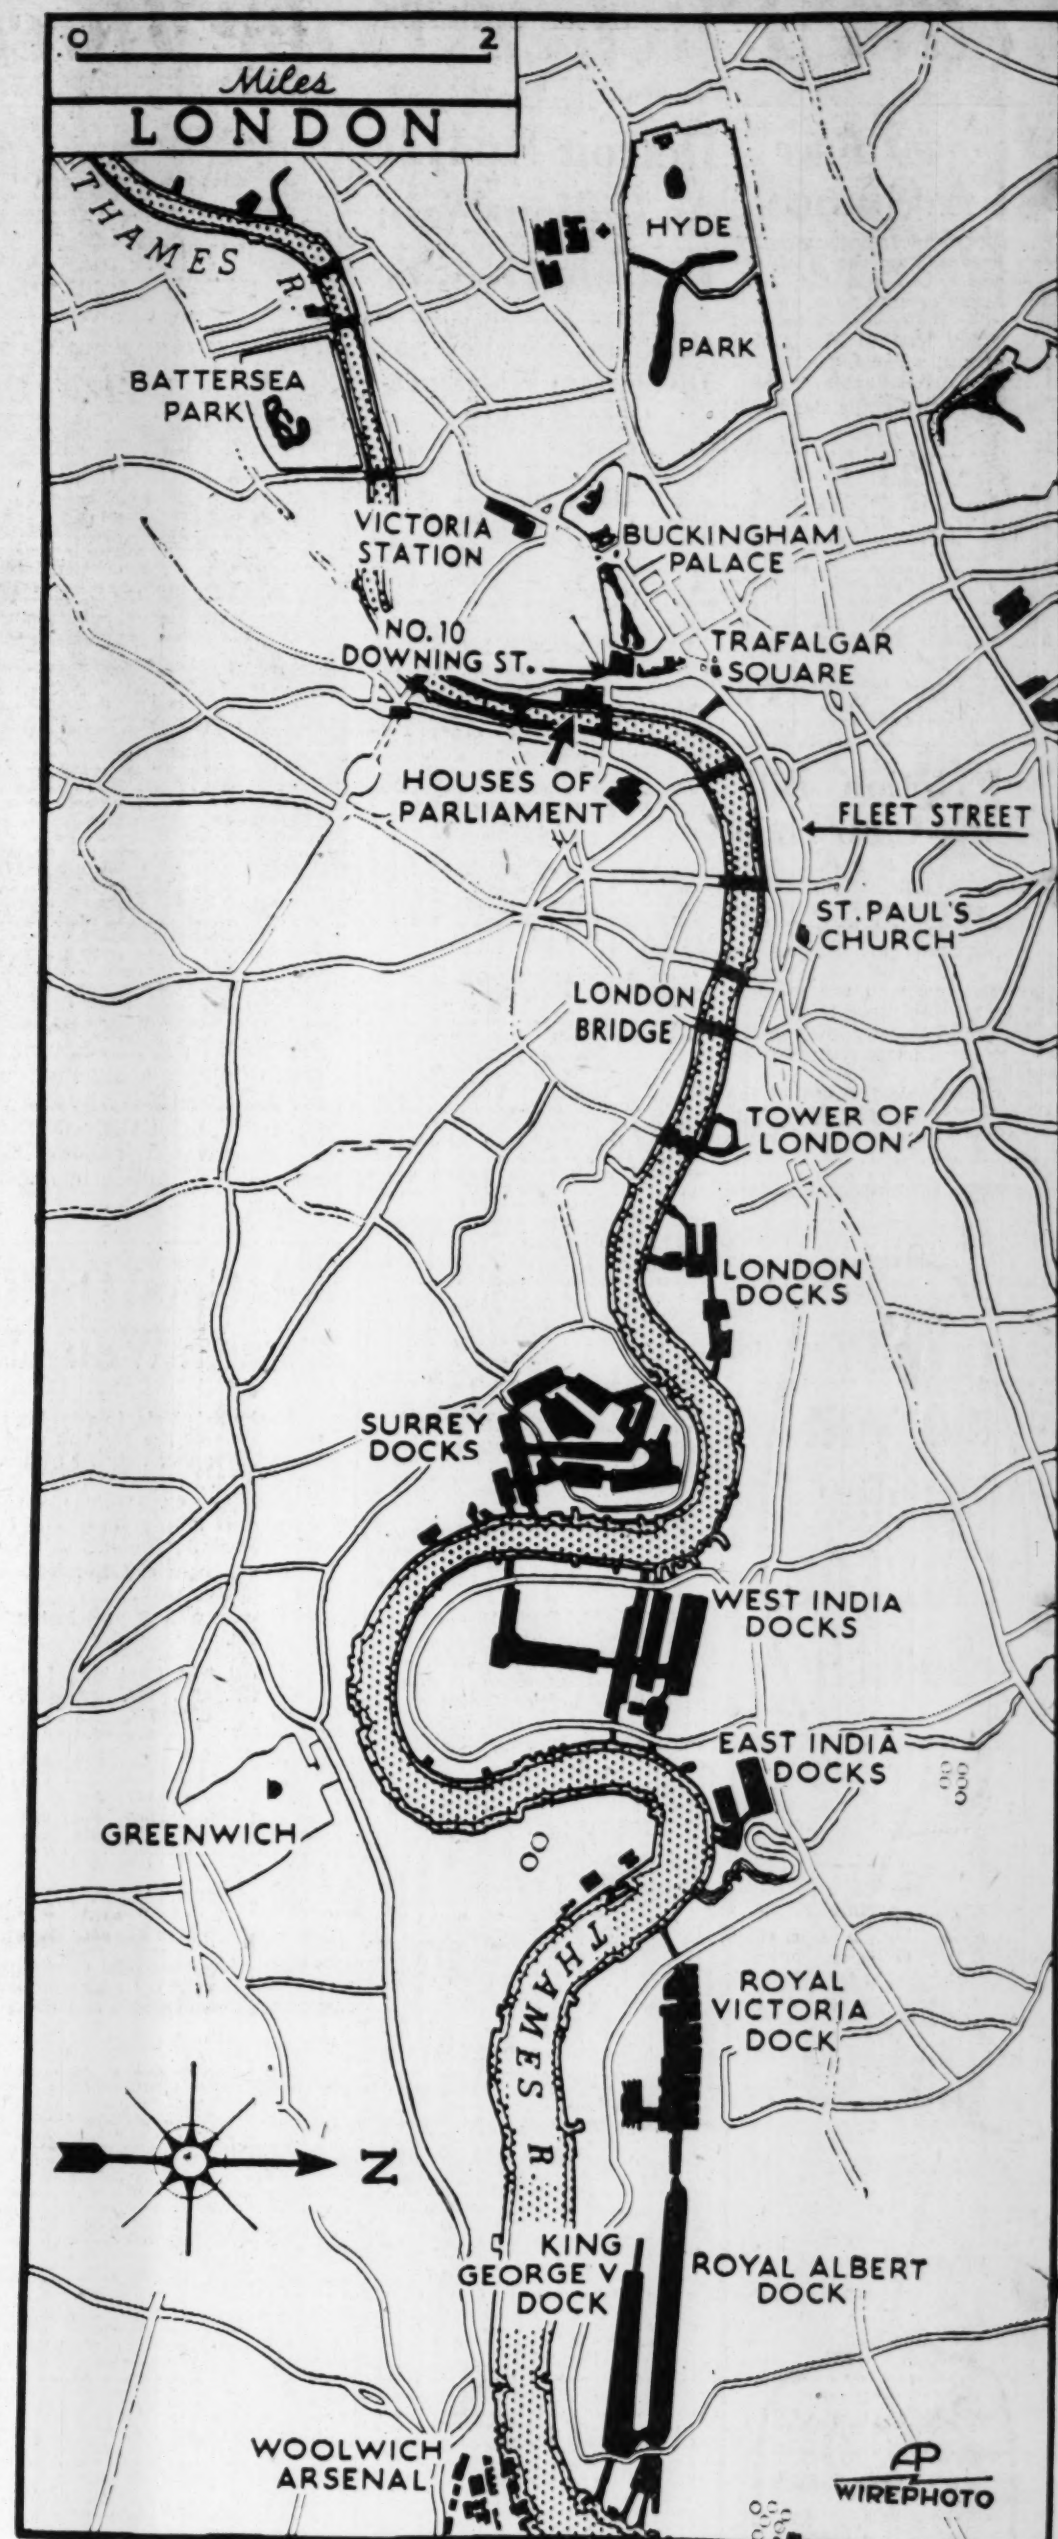 0 2
Miles
LONDON
THAMES R.
HYDE
PARK
BATTERSEA
PARK
VICTORIA
STATION
BUCKINGHAM
PALACE
NO.10
DOWNING ST.
TRAFALGAR
SQUARE
HOUSES OF
PARLIAMENT
FLEET STREET
ST. PAUL'S
CHURCH
LONDON
BRIDGE
TOWER OF
LONDON
LONDON
DOCKS
SURREY
DOCKS
WEST INDIA
DOCKS
EAST INDIA
DOCKS
GREENWICH
THAMES R.
ROYAL
VICTORIA
DOCK
N
KING
GEORGE V
DOCK
ROYAL ALBERT
DOCK
WOOLWICH
ARSENAL
AP
WIREPHOTO